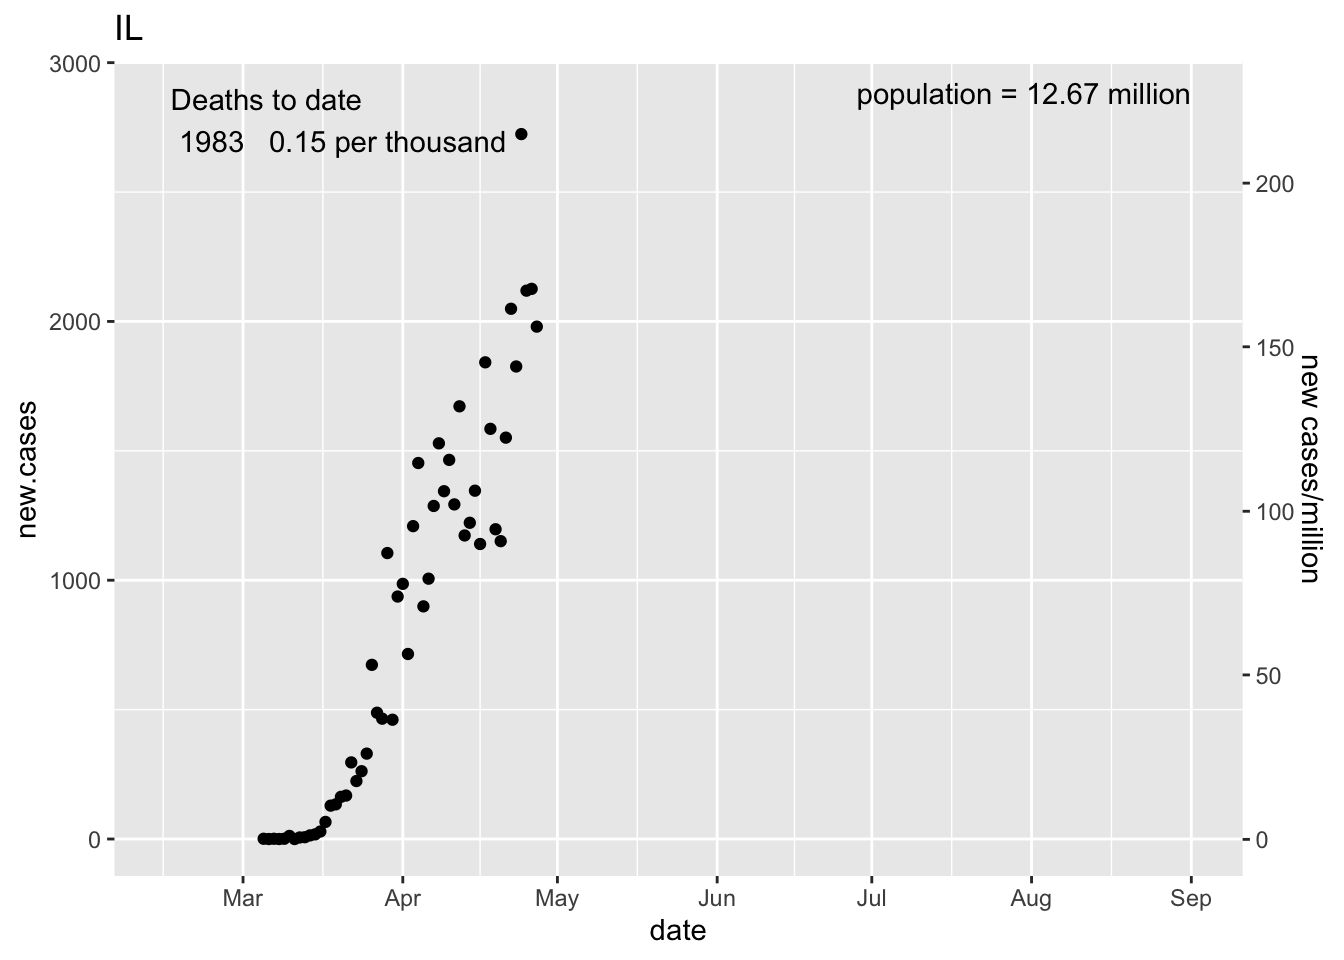 IL
3000
Deaths to date
population = 12.67 million
1983 0.15 per thousand
200
2000
150
new.cases
new cases/million
100
1000
50
0
0
Mar Apr May Jun Jul Aug Sep
date